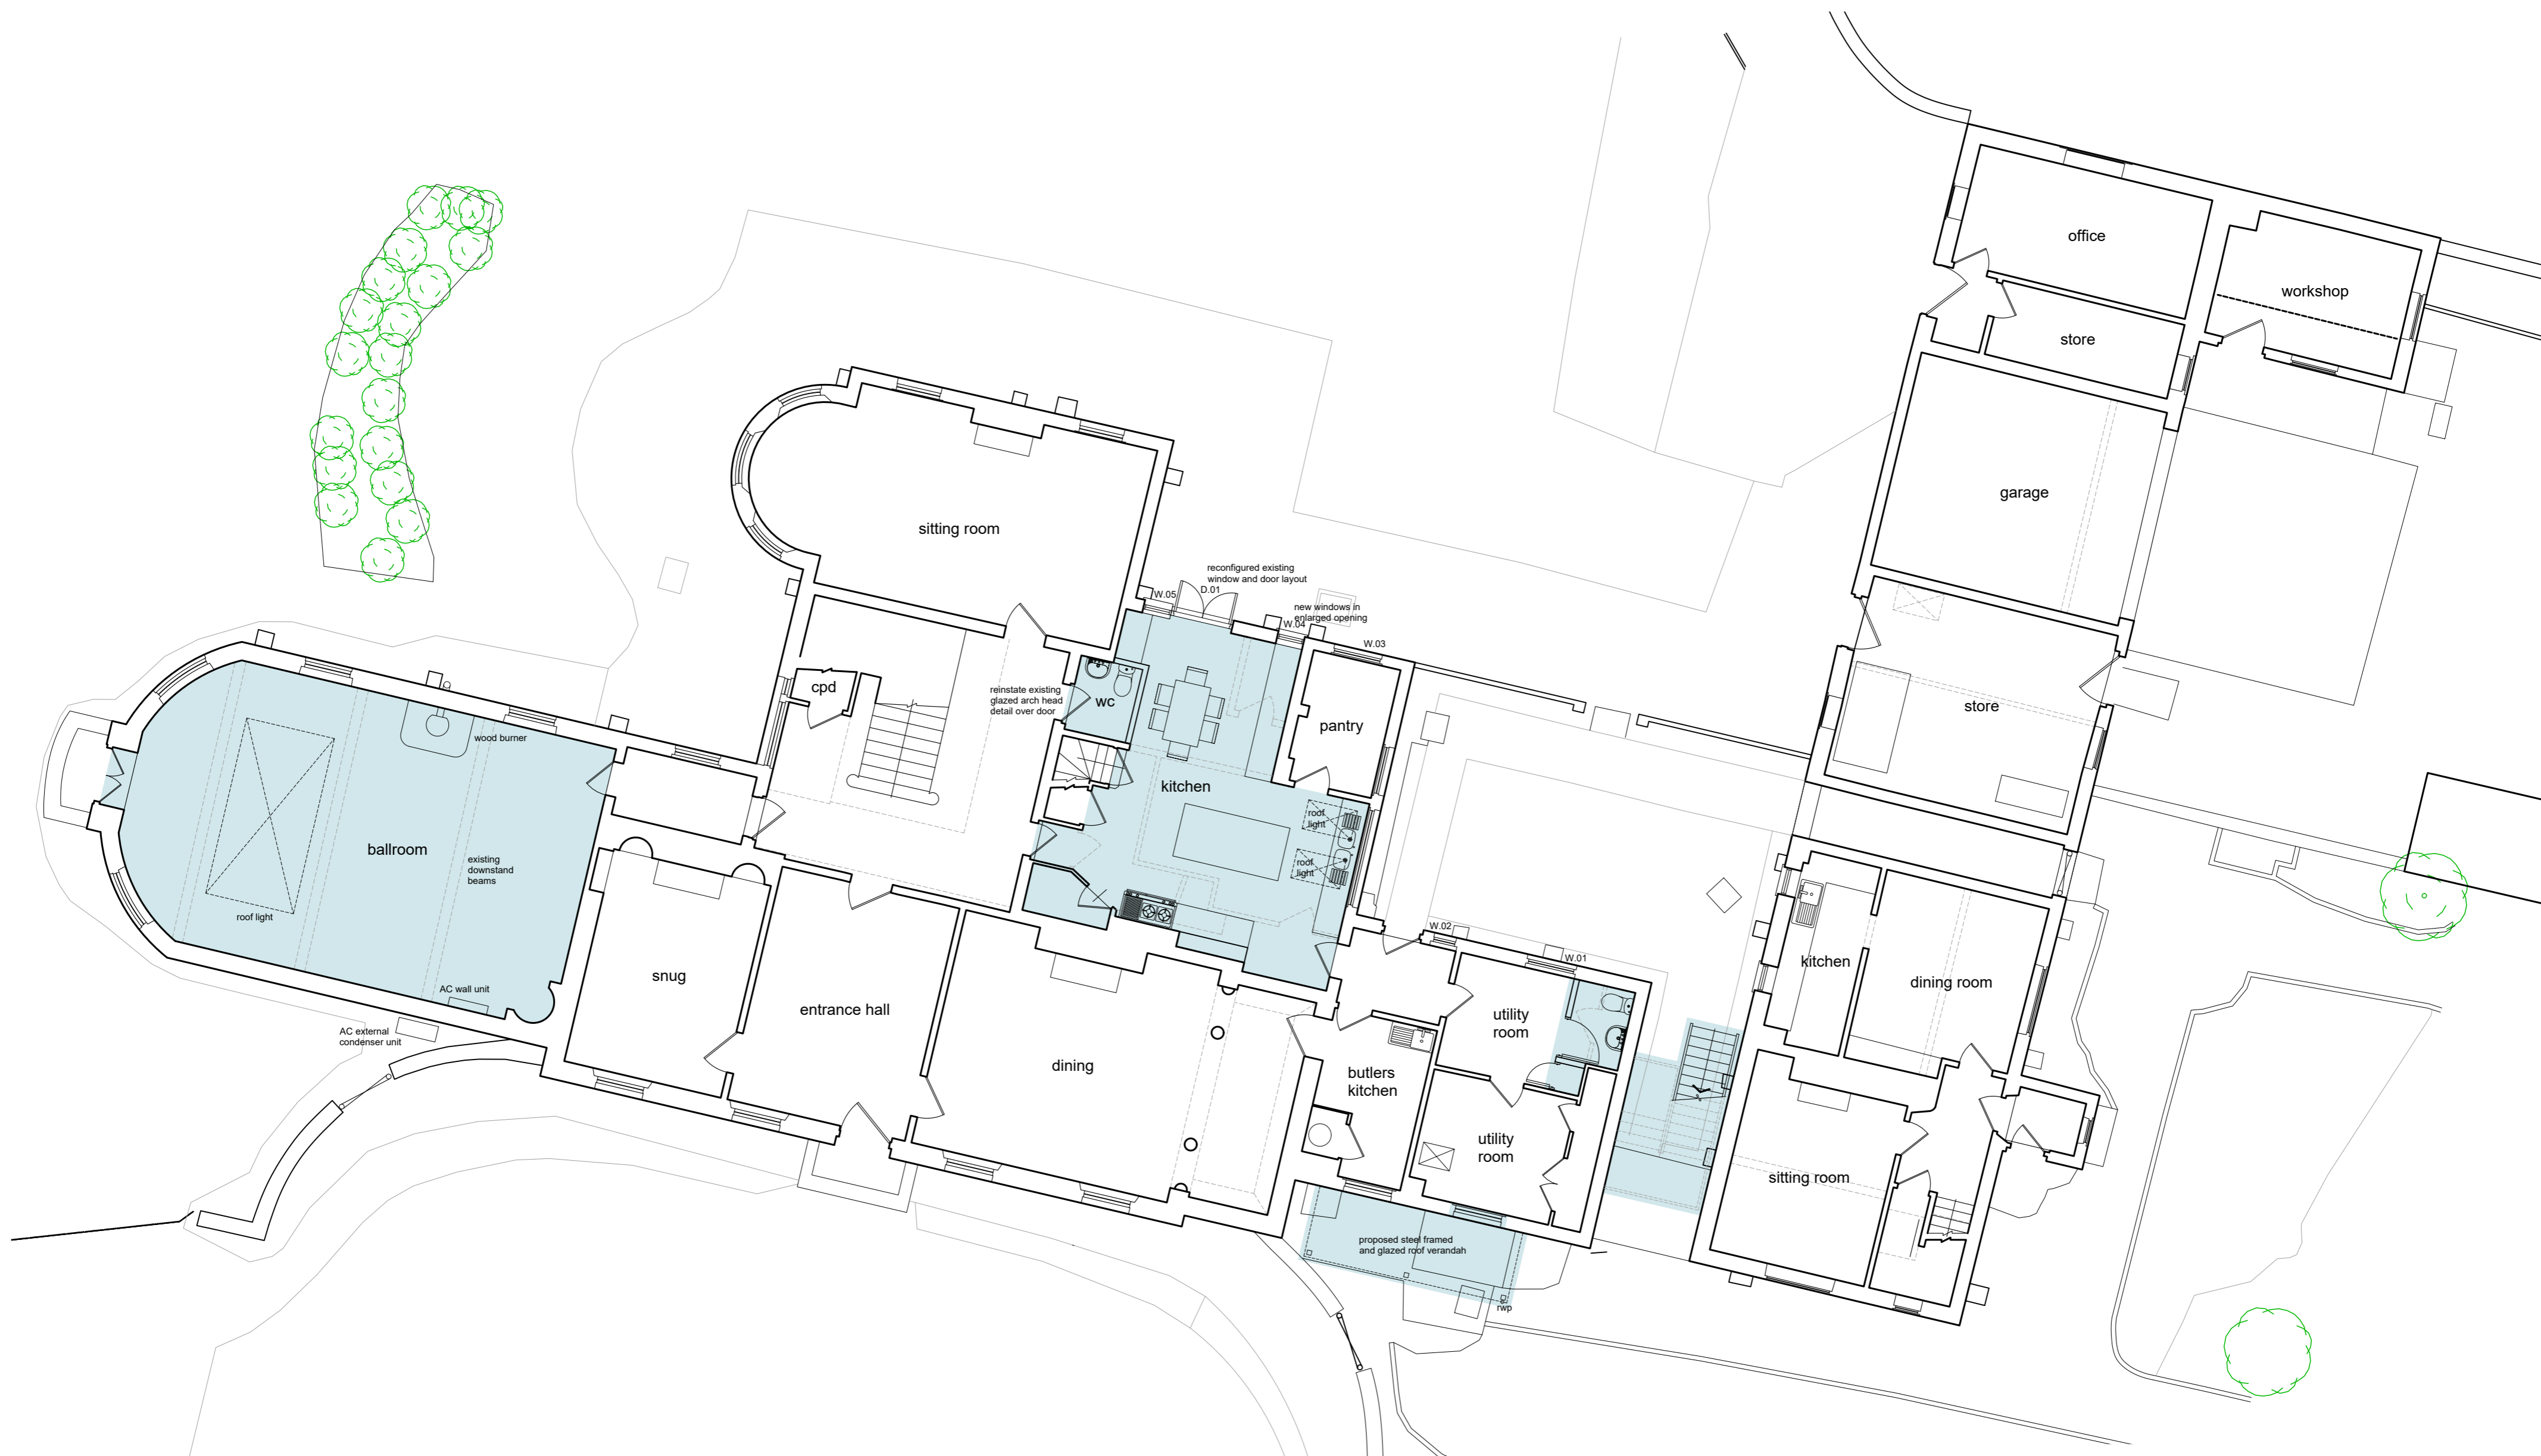 office
workshop
store
garage
sitting room
reconfigured existing
window and door layout
D.01
W.05
new windows in
enlarged opening
W.04
W.03
cpd
reinstate existing
glazed arch head
detail over door
wc
pantry
store
wood burner
kitchen
roof
light
roof
light
ballroom
existing
downstand
beams
roof light
W.02
W.01
snug
entrance hall
AC wall unit
AC external
condenser unit
dining
butlers
kitchen
utility
room
utility
room
kitchen
dining room
sitting room
proposed steel framed
and glazed roof verandah
rwp